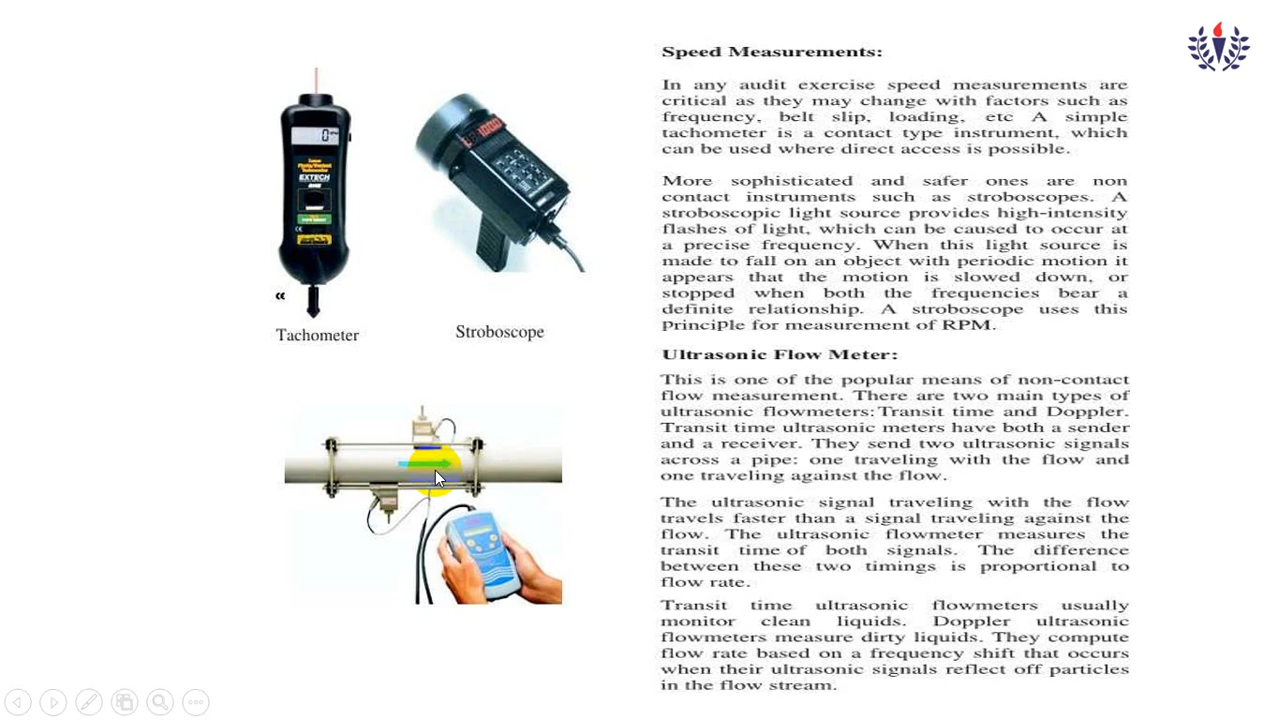 Speed Measurements:
In any audit exercise speed measurements are
critical as they may change with factors such as
frequency, belt slip, loading, etc A simple
tachometer is a contact type instrument, which
can be used where direct access is possible.
More sophisticated and safer ones are non
contact instruments such as stroboscopes. A
stroboscopic light source provides high-intensity
flashes of light, which can be caused to occur at
a precise frequency. When this light source is
made to fall on an object with periodic motion it
appears that the motion is slowed down, or
stopped when both the frequencies bear a
definite relationship. A stroboscope uses this
principle for measurement of RPM.
EXTECH
«
Tachometer
Stroboscope
Ultrasonic Flow Meter:
This is one of the popular means of non-contact
flow measurement. There are two main types of
ultrasonic flowmeters:Transit time and Doppler.
Transit time ultrasonic meters have both a sender
and a receiver. They send two ultrasonic signals
across a pipe: one traveling with the flow and
one traveling against the flow.
The ultrasonic signal traveling with the flow
travels faster than a signal traveling against the
flow. The ultrasonic flowmeter measures the
transit time of both signals. The difference
between these two timings is proportional to
flow rate.
Transit time ultrasonic flowmeters usually
monitor clean liquids. Doppler ultrasonic
flowmeters measure dirty liquids. They compute
flow rate based on a frequency shift that occurs
when their ultrasonic signals reflect off particles
in the flow stream.